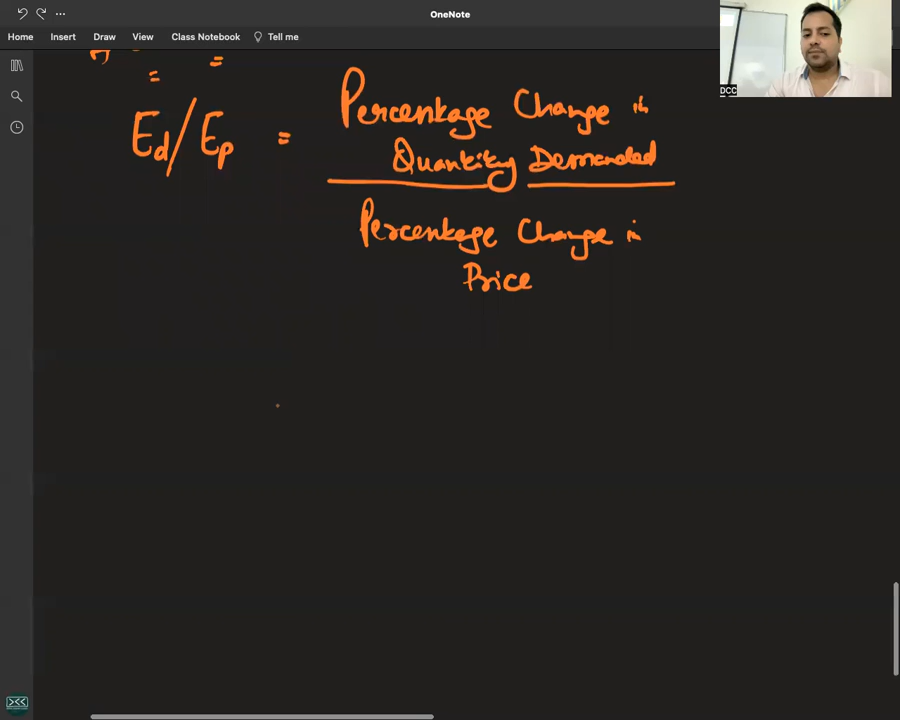 OneNote
Home Insert Draw View Class Notebook Tell me
DCC
Percentage Change in
Ed/Ep = Quantity Demanded
Percentage Change in
Price